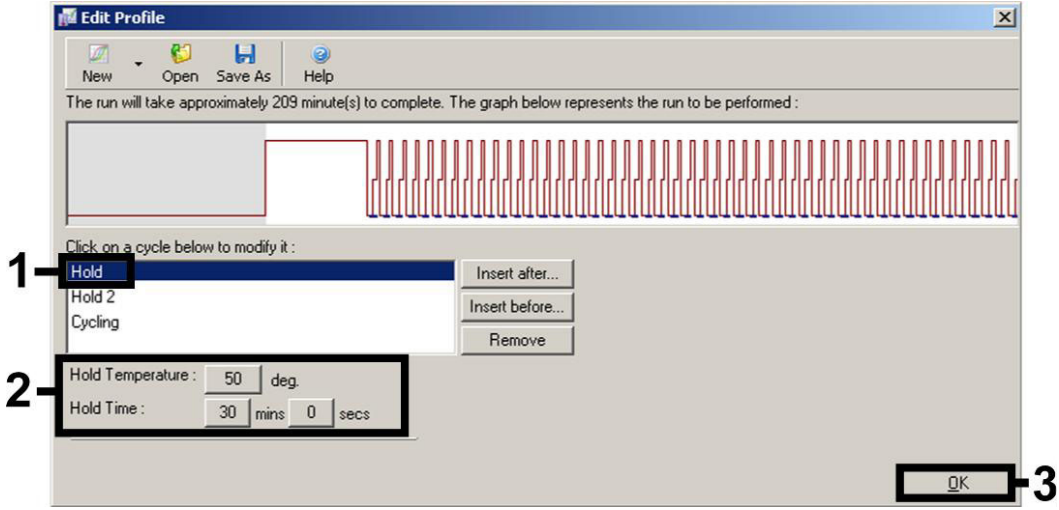 Edit Profile
New Open Save As Help
The run will take approximately 209 minute(s) to complete. The graph below represents the run to be performed :
Click on a cycle below to modify it :
1
Hold
Insert after...
Hold 2
Insert before...
Cycling
Remove
2
Hold Temperature : 50 deg.
Hold Time : 30 mins 0 secs
OK
3